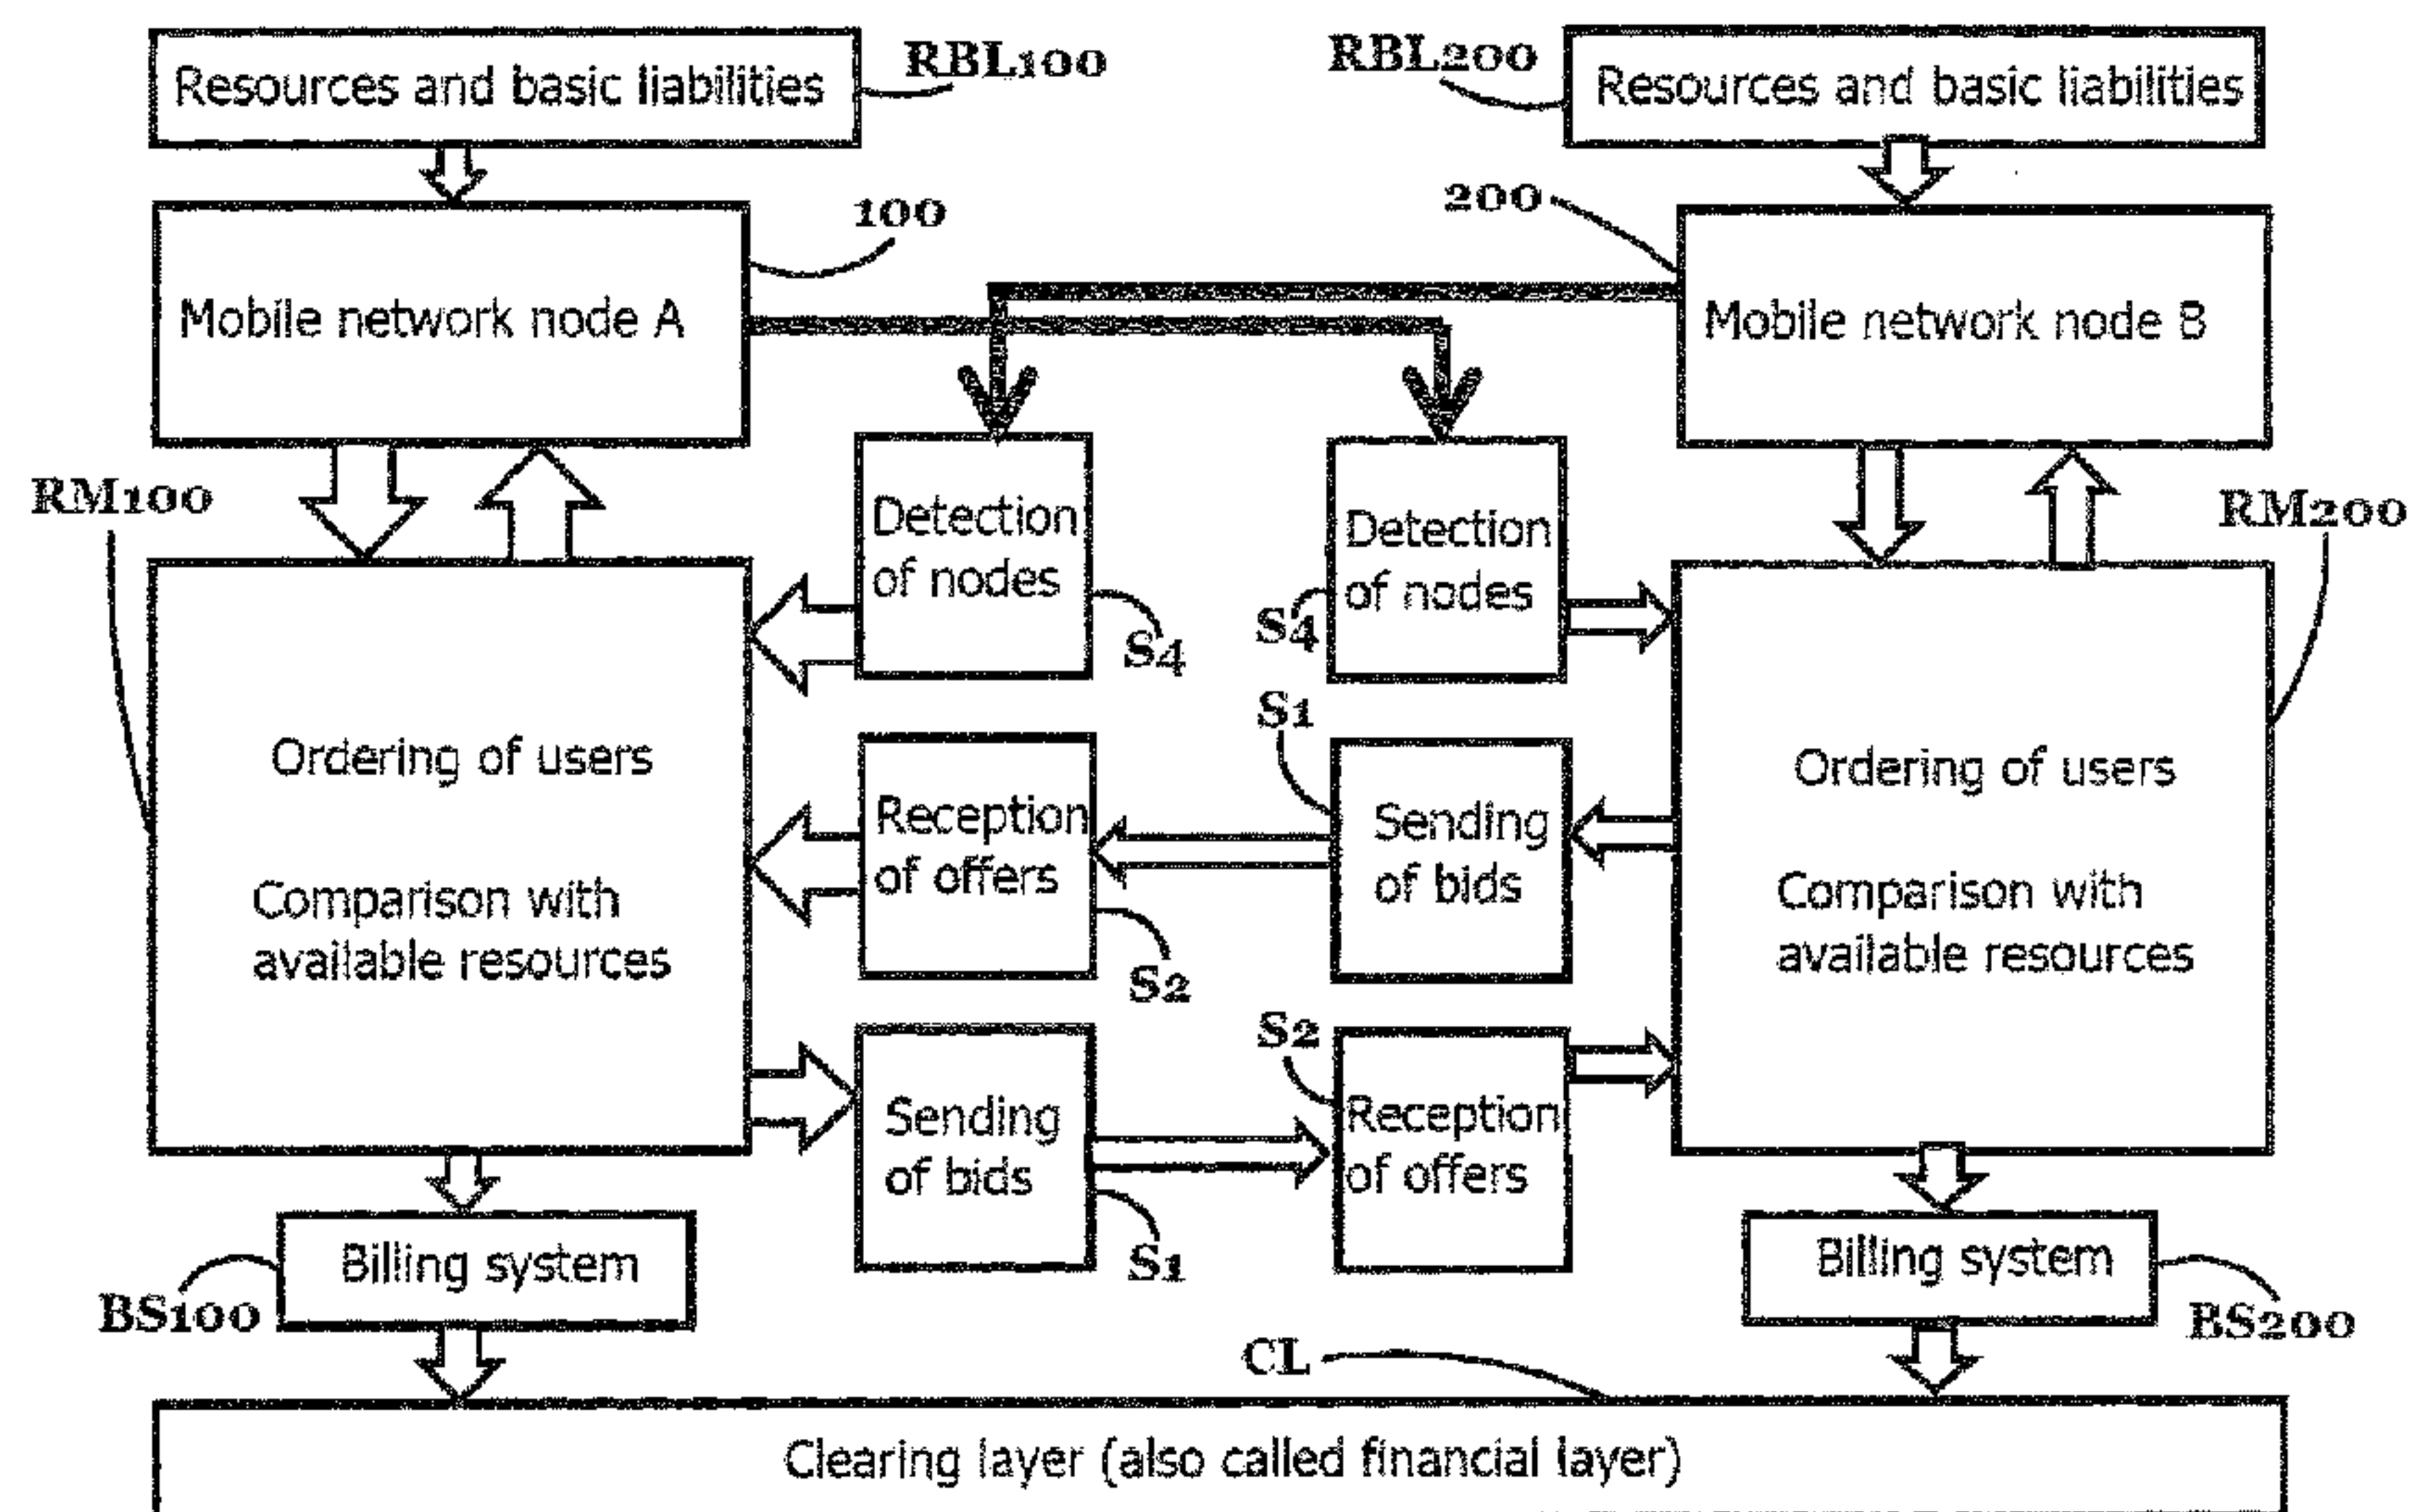 Resources and basic liabilities
RBL100
RBL200
Resources and basic liabilities
100
200
Mobile network node A
Mobile network node B
RM100
RM200
Detection
of nodes
S4
Detection
of nodes
S4
S1
Ordering of users
Comparison with
available resources
Reception
of offers
S2
Sending
of bids
Ordering of users
Comparison with
available resources
S2
Sending
of bids
S1
Reception
of offers
Billing system
BS100
Billing system
BS200
CL
Clearing layer (also called financial layer)